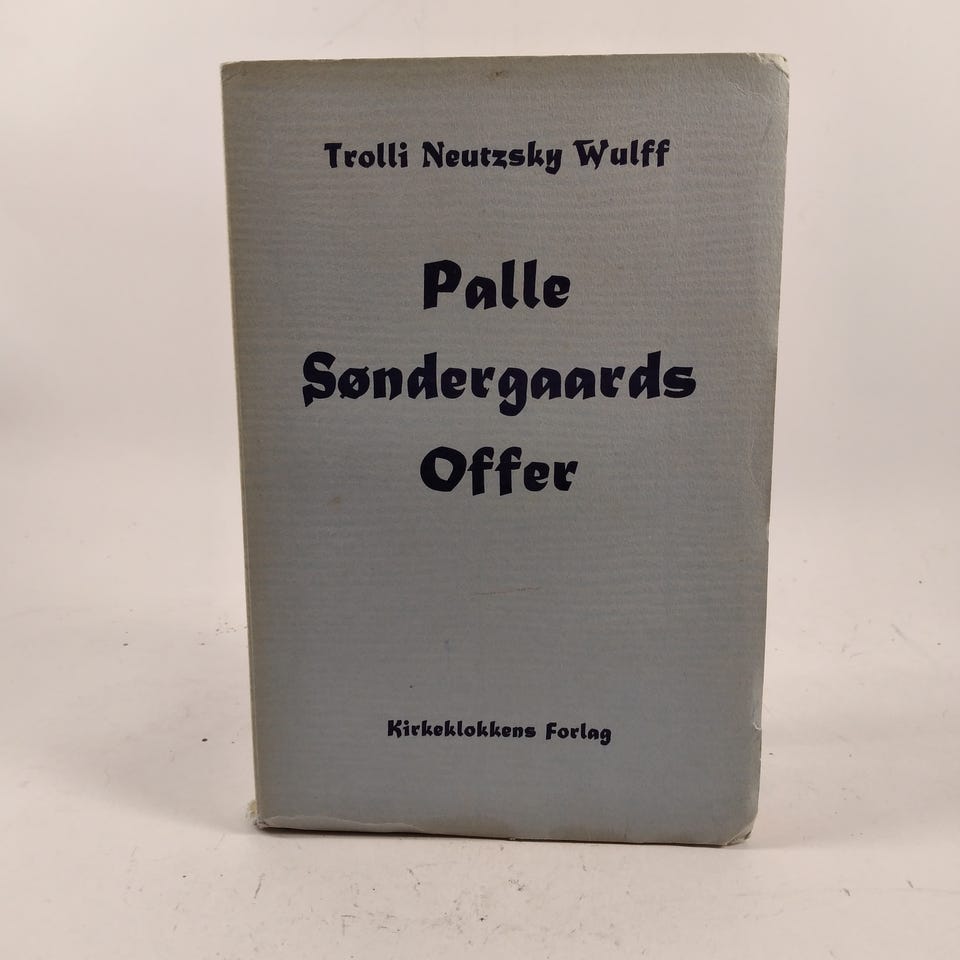 Trolli Neutzsky Wulff
Palle
Søndergaards
Offer
Kirkeklokkens Forlag